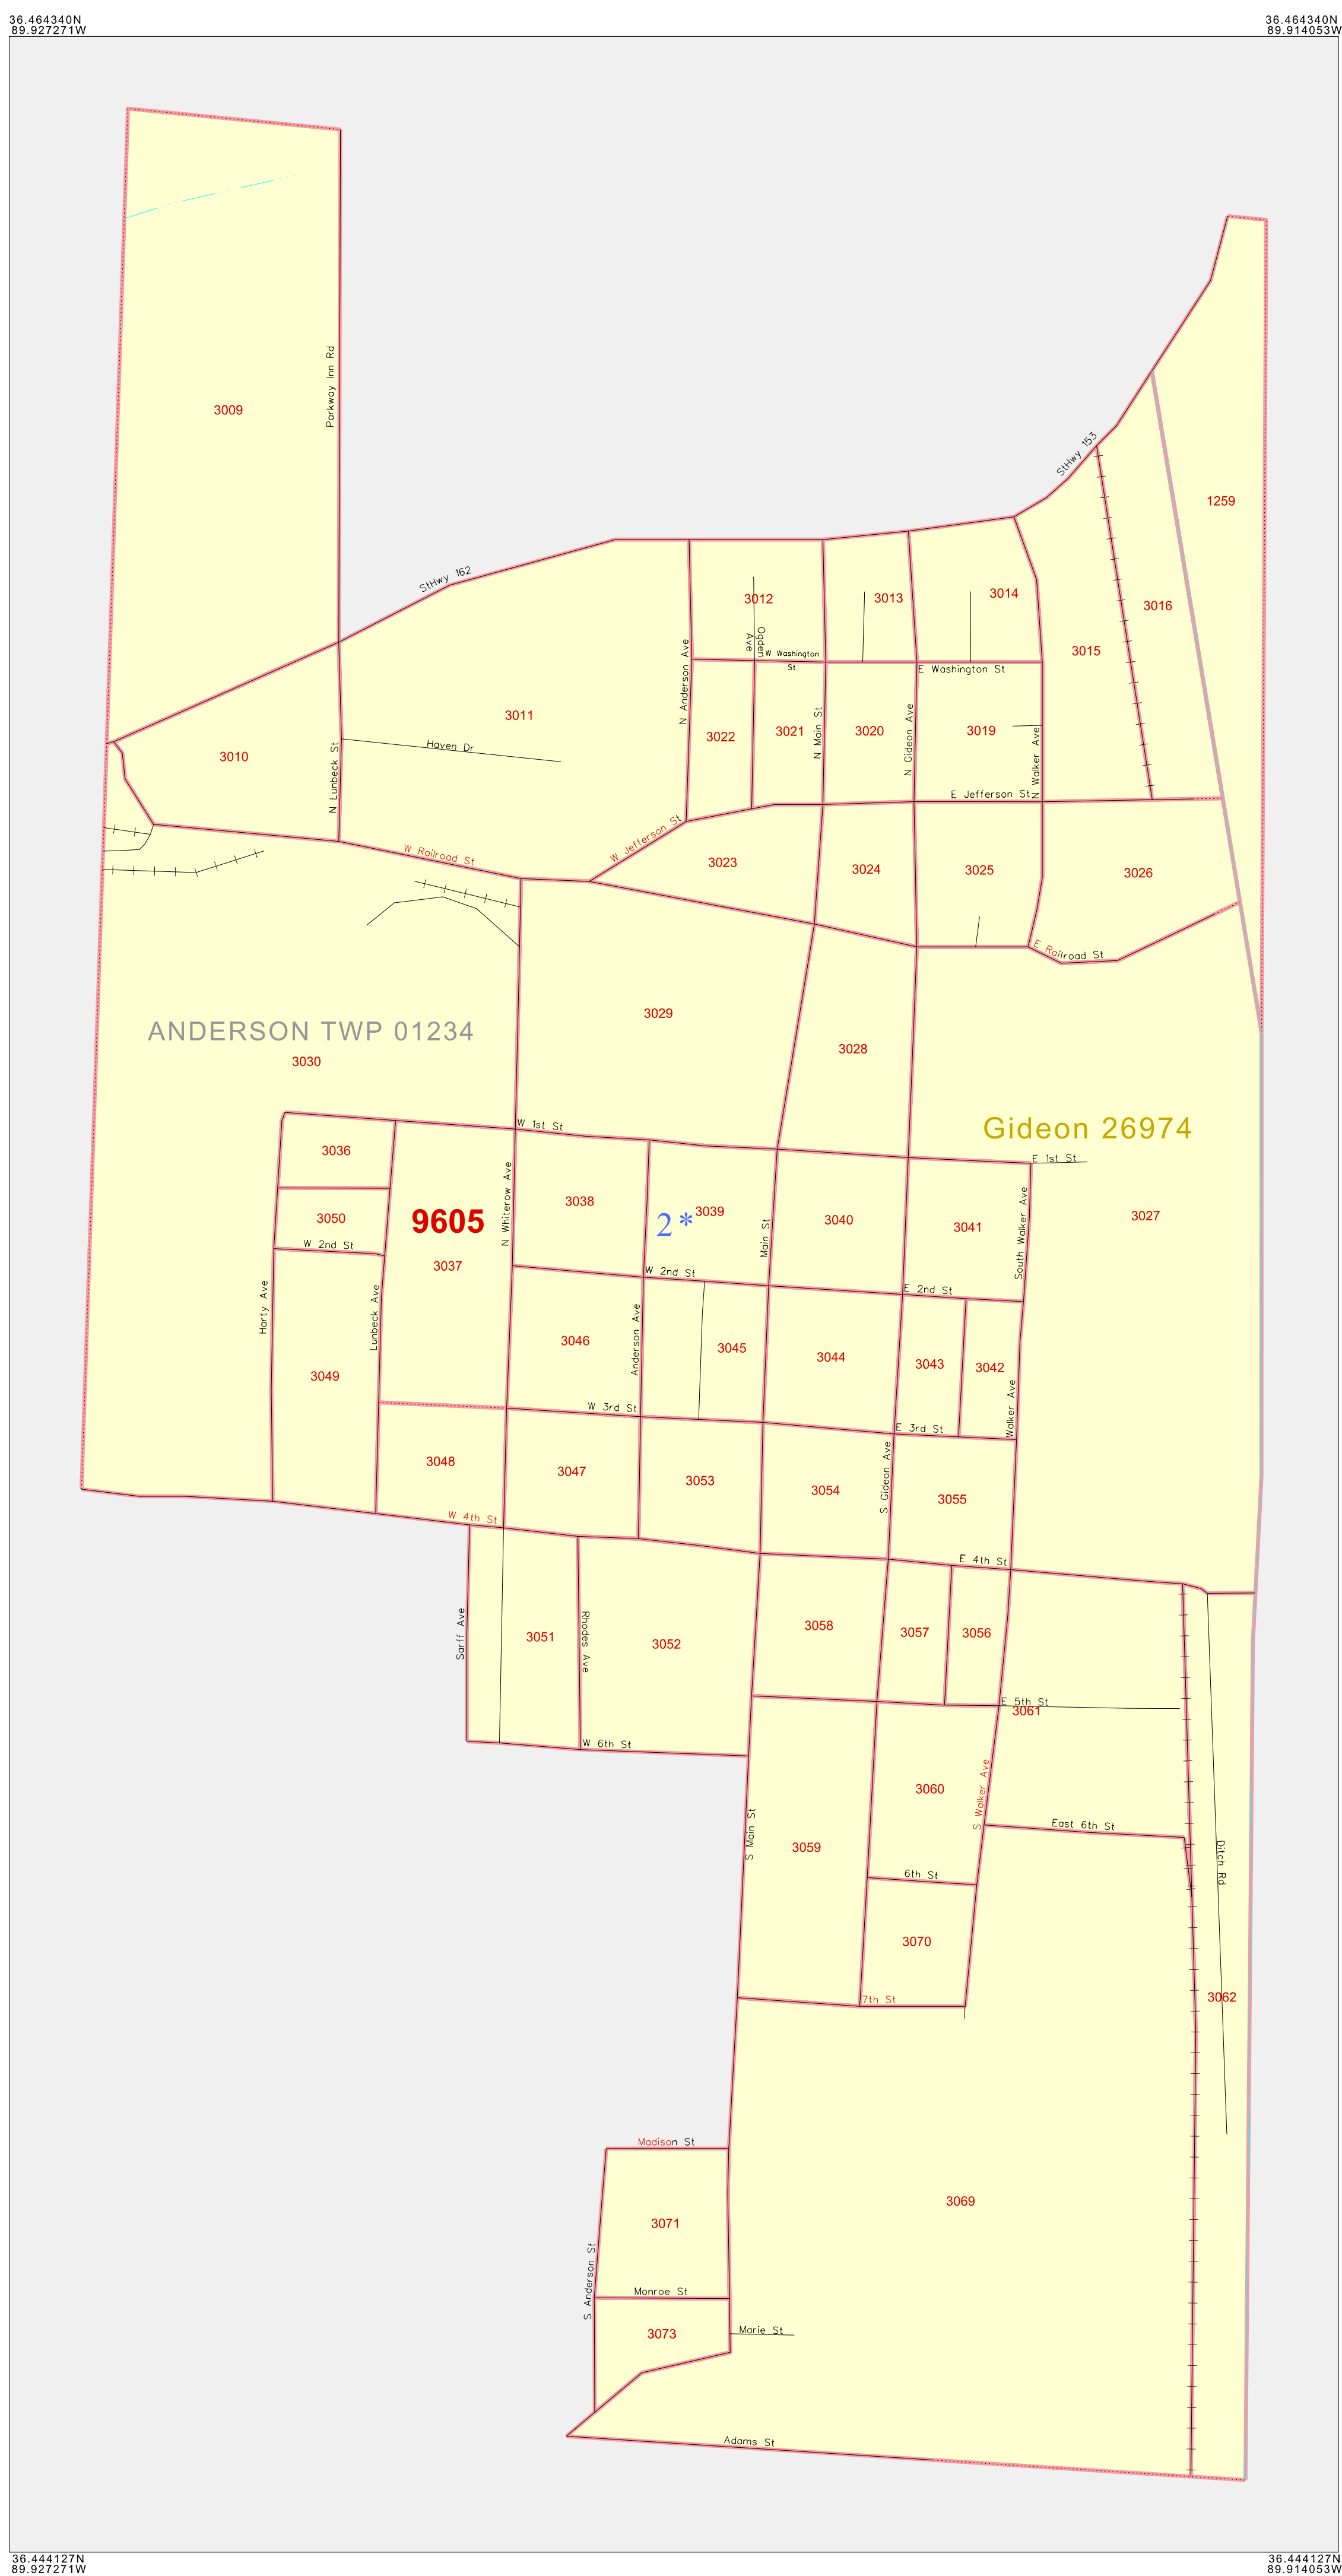 36.464340N
89.927271W
36.464340N
89.914053W
Parkway Inn Rd
3009
StHwy 153
1259
StHwy 162
3012
3013
3014
3016
Ogden
Ave
W Washington
St
E Washington St
3015
N Anderson Ave
3011
3022
3021
N Main St
3020
N Gideon Ave
3019
N Walker Ave
Haven Dr
3010
N Lunbeck St
E Jefferson St
W Jefferson St
W Railroad St
3023
3024
3025
3026
E Railroad St
3029
ANDERSON TWP 01234
3028
3030
W 1st St
Gideon 26974
3036
E 1st St
3038
3039
3040
3041
South Walker Ave
3027
3050
9605
2*
N Whiterow Ave
Main St
W 2nd St
3037
W 2nd St
E 2nd St
Harty Ave
Lunbeck Ave
3046
Anderson Ave
3045
3044
3043
3042
3049
Walker Ave
W 3rd St
E 3rd St
3048
3047
3053
3054
S Gideon Ave
3055
W 4th St
E 4th St
Sarff Ave
3051
Rhodes Ave
3052
3058
3057
3056
E 5th St
3061
W 6th St
3060
S Walker Ave
S Main St
3059
East 6th St
6th St
Ditch Rd
3070
7th St
3062
Madison St
3069
3071
S Anderson St
Monroe St
3073
Marie St
Adams St
36.444127N
89.927271W
36.444127N
89.914053W